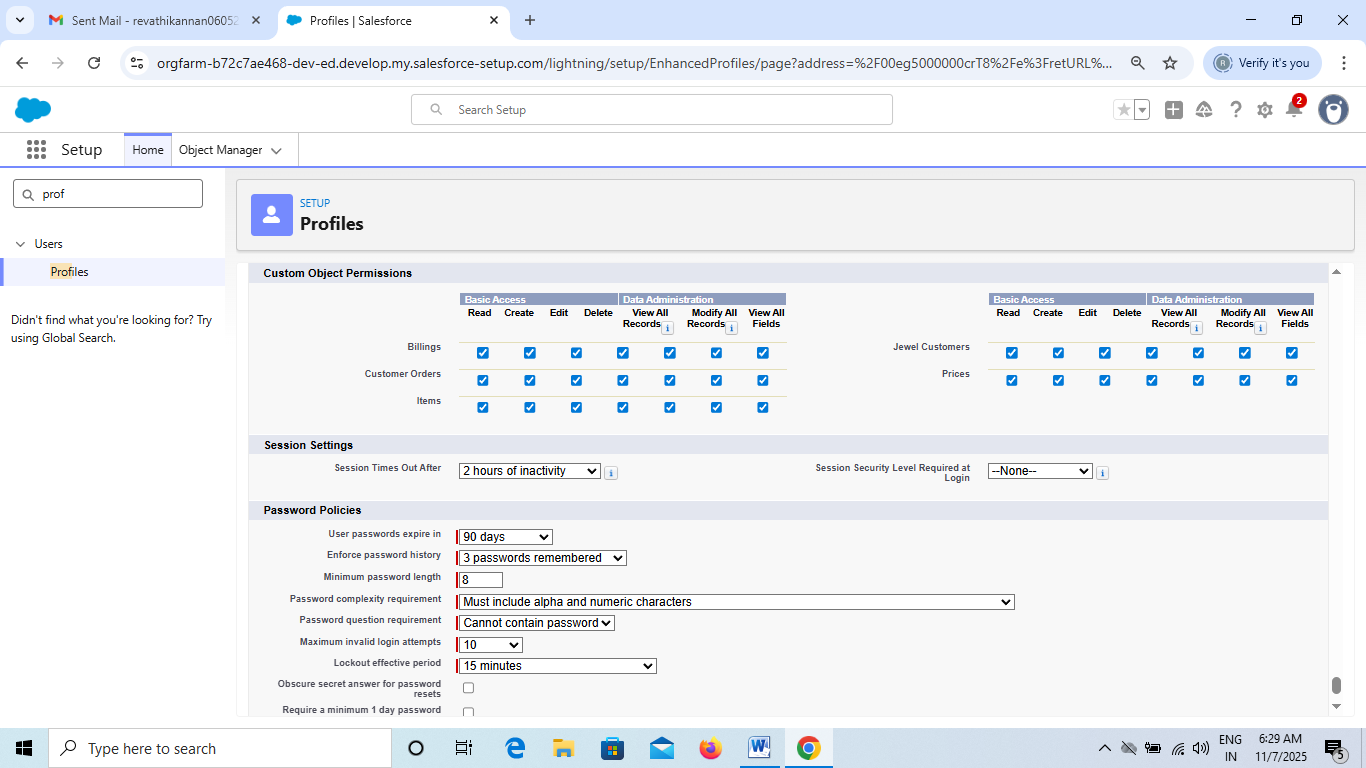 Sent Mail - revathikannan06052
Profiles | Salesforce
orgfarm-b72c7ae468-dev-ed.develop.my.salesforce-setup.com/lightning/setup/EnhancedProfiles/page?address=%2F00eg5000000crT8%2Fe%3FretURL%...
R
Verify it's you
Search Setup
2
Setup
Home
Object Manager
prof
Users
Profiles
Didn't find what you're looking for? Try
using Global Search.
SETUP
Profiles
Custom Object Permissions
Basic Access Data Administration
Read Create Edit Delete View All Records i Modify All Records i View All Fields
Billings
Customer Orders
Items
Basic Access Data Administration
Read Create Edit Delete View All Records i Modify All Records i View All Fields
Jewel Customers
Prices
Session Settings
Session Times Out After 2 hours of inactivity i
Session Security Level Required at
Login --None-- i
Password Policies
User passwords expire in 90 days
Enforce password history 3 passwords remembered
Minimum password length 8
Password complexity requirement Must include alpha and numeric characters
Password question requirement Cannot contain password
Maximum invalid login attempts 10
Lockout effective period 15 minutes
Obscure secret answer for password
resets
Require a minimum 1 day password
Type here to search
ENG
IN
6:29 AM
11/7/2025
5